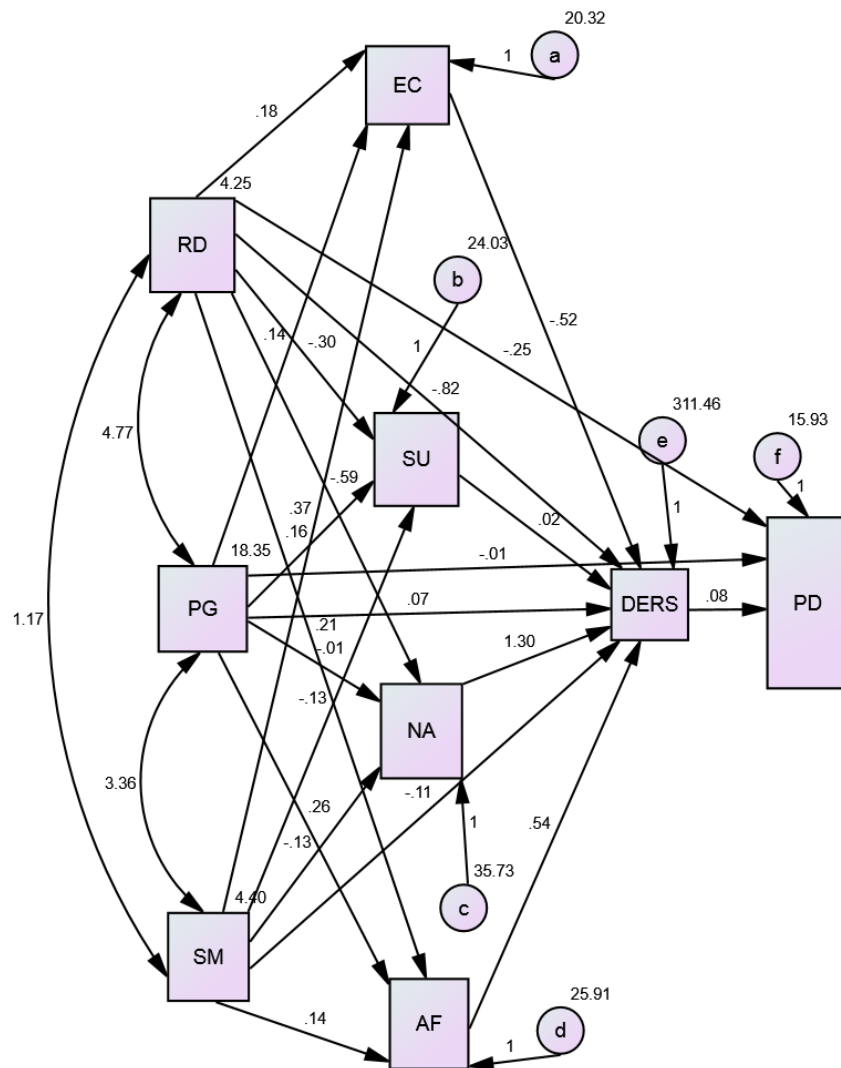 20.32
a
1
EC
.18
4.25
RD
24.03
b
-.52
.14
-.30
1
-.25
-.82
4.77
SU
311.46
e
15.93
f
1
-.59
.37
.16
.02
1
18.35
-.01
PG
DERS
.08
PD
.07
1.17
.21
-.01
1.30
-.13
NA
3.36
-.11
.26
-.13
1
.54
35.73
c
4.40
SM
25.91
AF
d
.14
1